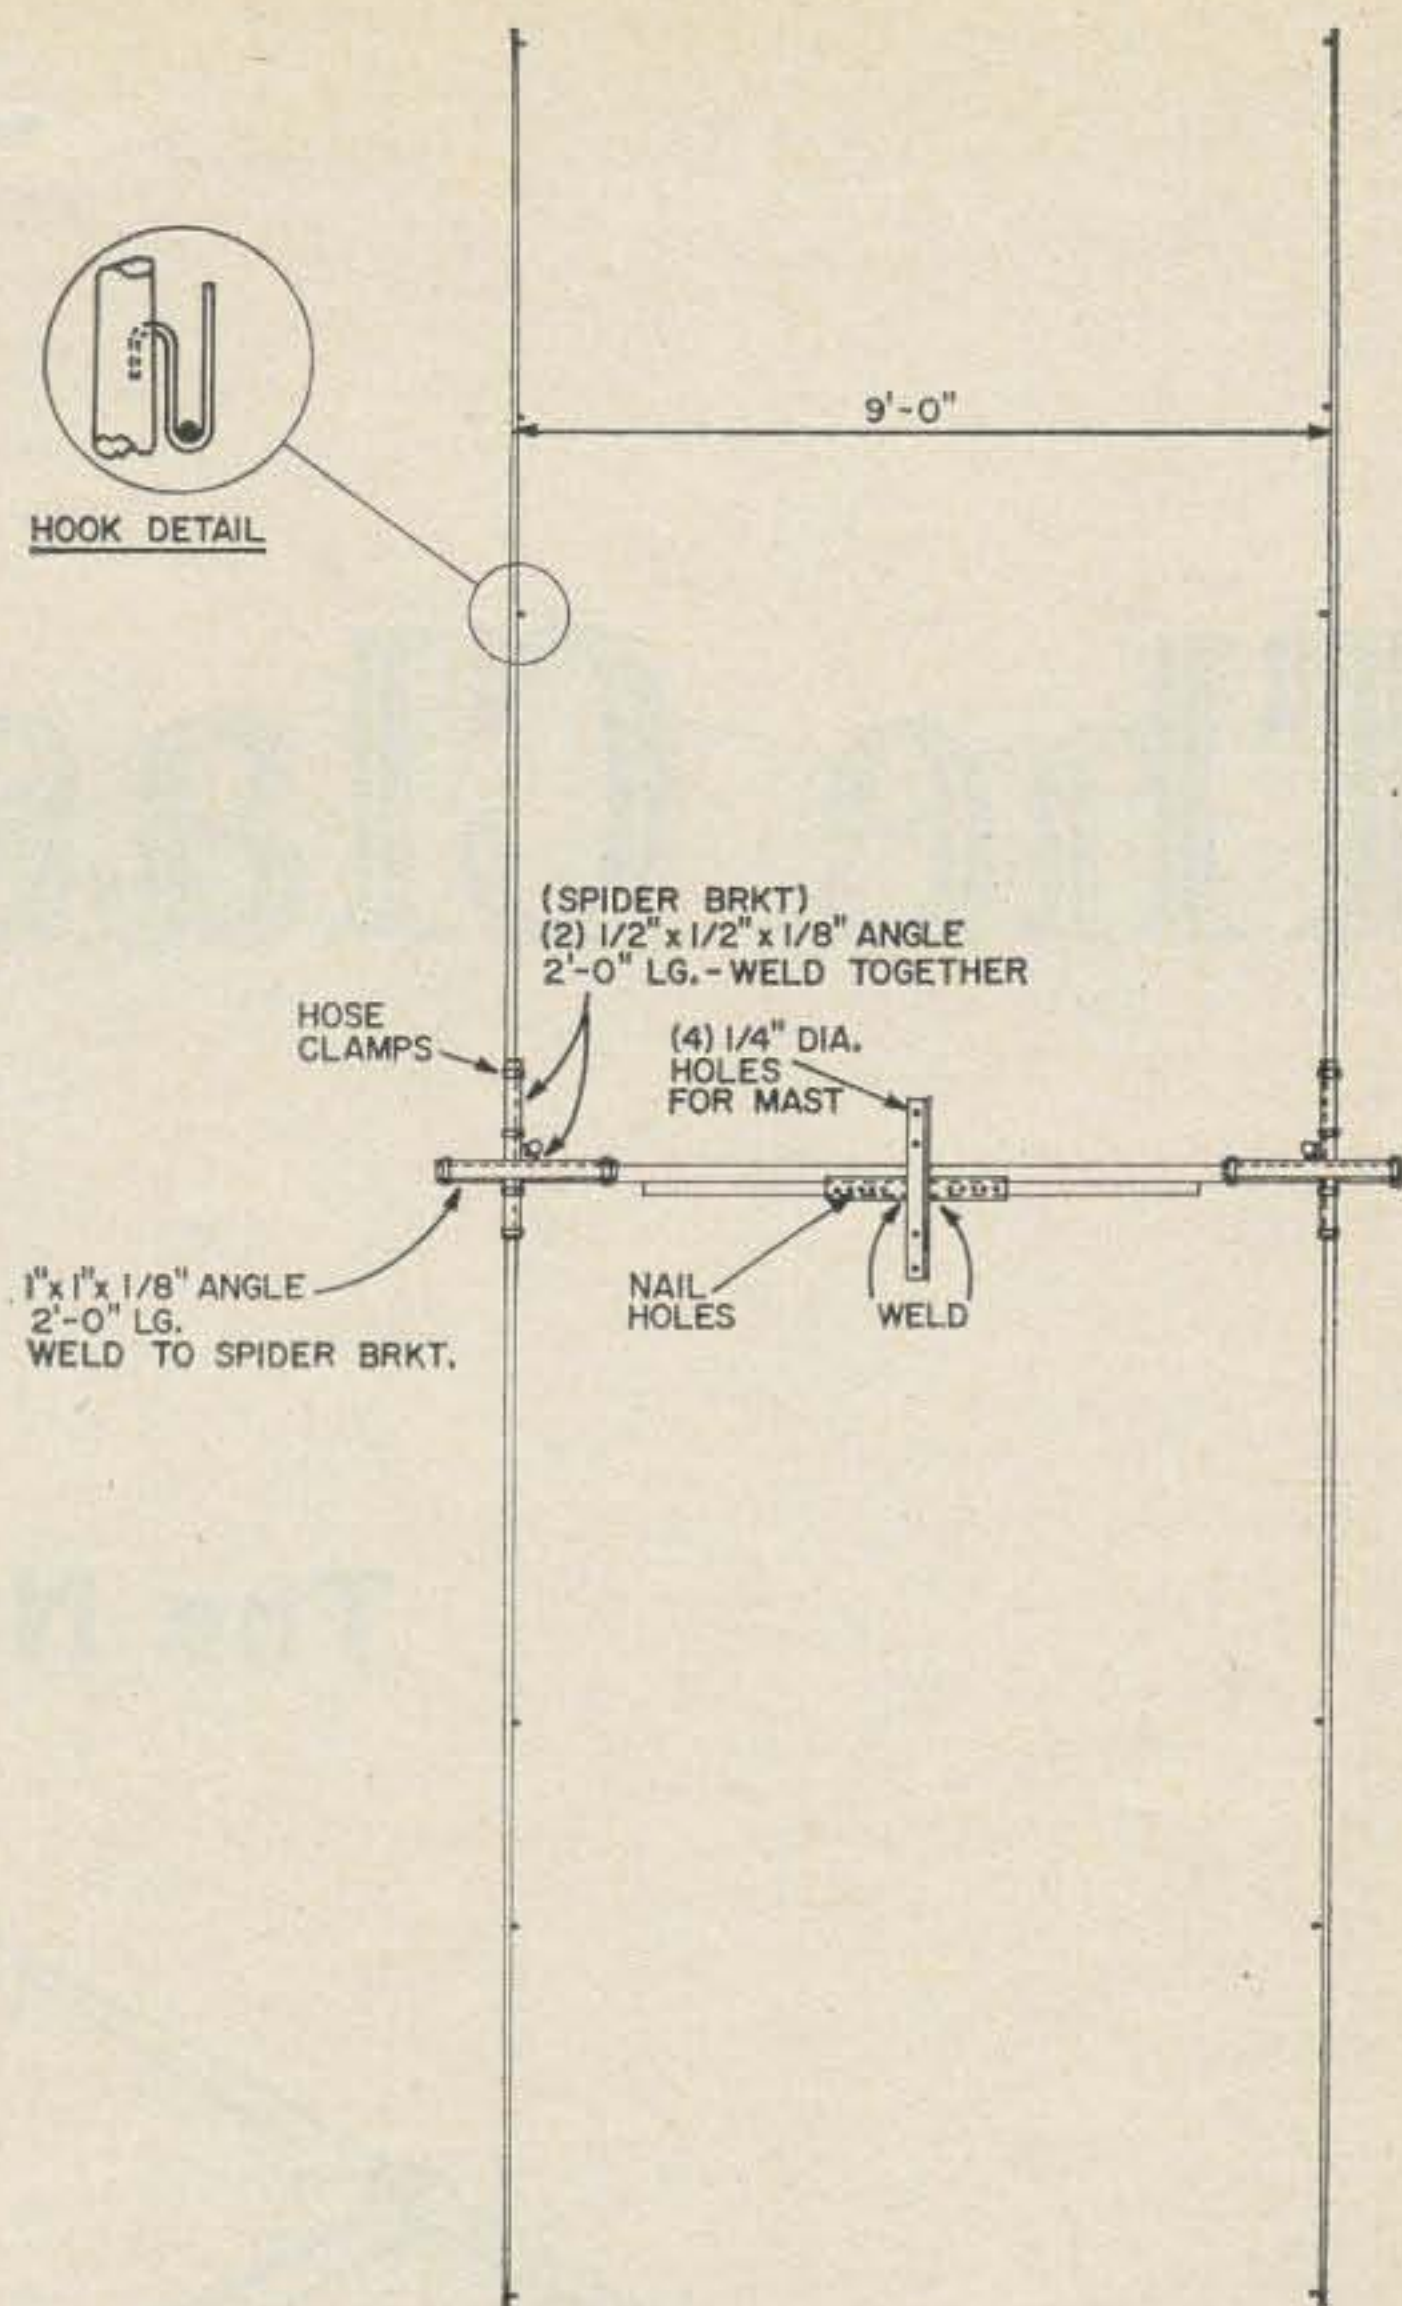 9'-0"
HOOK DETAIL
(SPIDER BRKT)
(2) 1/2" x 1/2" x 1/8" ANGLE
2'-0" LG.-WELD TOGETHER
HOSE
CLAMPS
(4) 1/4" DIA.
HOLES
FOR MAST
1"x1"x 1/8" ANGLE
2'-0" LG.
WELD TO SPIDER BRKT.
NAIL
HOLES
WELD